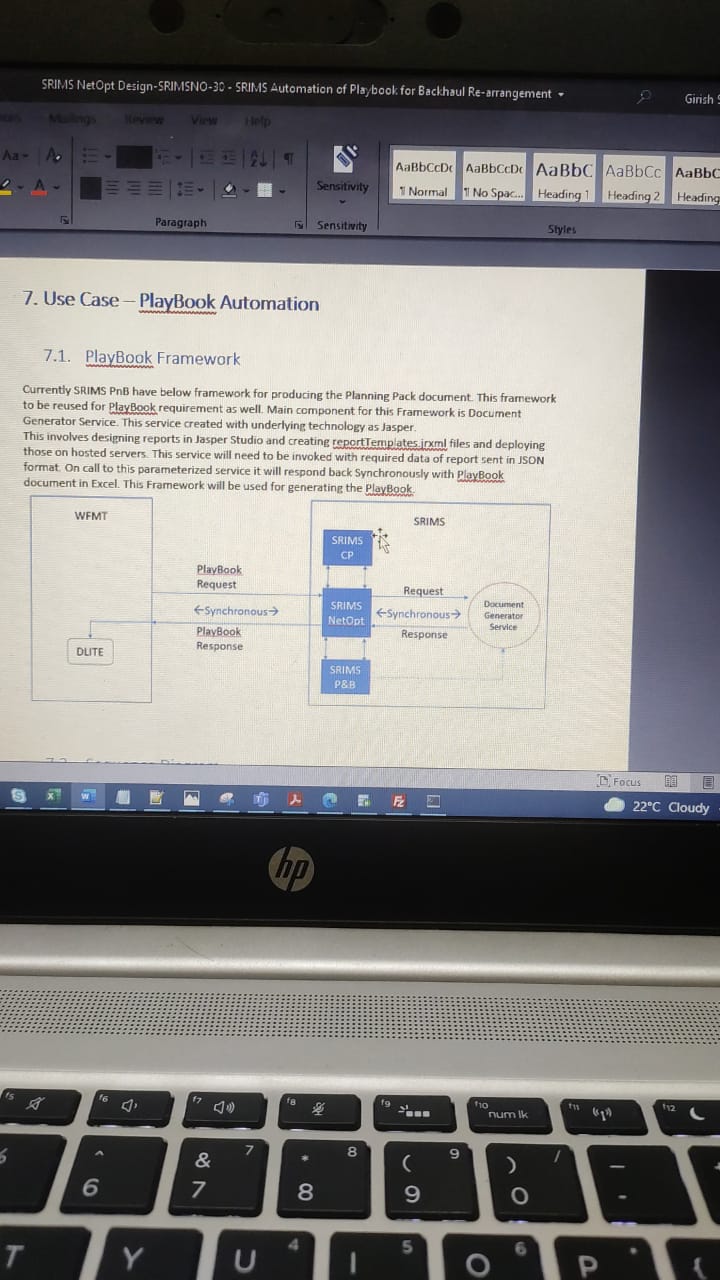 SRIMS NetOpt Design-SRIMSNO-30 - SRIMS Automation of Playbook for Backhaul Re-arrangement
Girish S
Mailings Review View Help
Aa
Sensitivity
AaBbCcDc AaBbCcDc AaBbC AaBbCc AaBbC
¶ Normal ¶ No Spac... Heading 1 Heading 2 Heading
Paragraph Sensitivity Styles
7. Use Case – PlayBook Automation
7.1. PlayBook Framework
Currently SRIMS PnB have below framework for producing the Planning Pack document. This framework
to be reused for PlayBook requirement as well. Main component for this Framework is Document
Generator Service. This service created with underlying technology as Jasper.
This involves designing reports in Jasper Studio and creating reportTemplates.jrxml files and deploying
those on hosted servers. This service will need to be invoked with required data of report sent in JSON
format. On call to this parameterized service it will respond back Synchronously with PlayBook
document in Excel. This Framework will be used for generating the PlayBook.
WFMT
DLITE
PlayBook
Request
←Synchronous→
PlayBook
Response
SRIMS
SRIMS
CP
SRIMS
NetOpt
SRIMS
P&B
Request
←Synchronous→
Response
Document
Generator
Service
Focus
22°C Cloudy
hp
f5 f6 f7 f8 f9 f10 num lk f11 f12
^ 6 & 7 7 * 8 8 ( 9 9 ) 0 / - -
T Y U 4 I 5 O 6 P * {